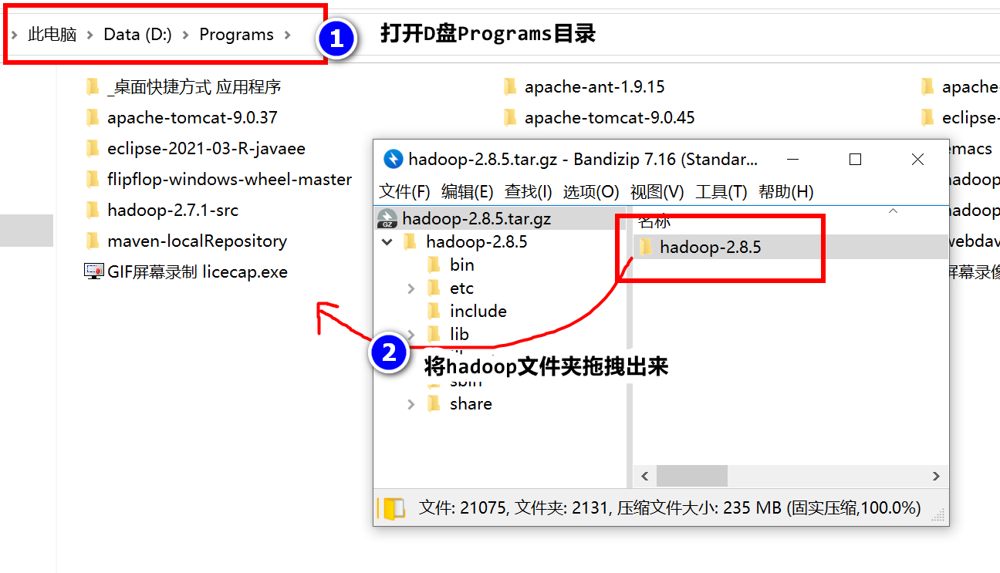 此电脑 > Data (D:) > Programs >
1
打开D盘Programs目录
_桌面快捷方式 应用程序
apache-tomcat-9.0.37
eclipse-2021-03-R-javaee
flipflop-windows-wheel-master
hadoop-2.7.1-src
maven-localRepository
GIF屏幕录制 licecap.exe
apache-ant-1.9.15
apache-tomcat-9.0.45
apache-
eclipse-
emacs
hadoop
hadoop
webdav
屏幕录像
hadoop-2.8.5.tar.gz - Bandizip 7.16 (Standar...
文件(F) 编辑(E) 查找(I) 选项(O) 视图(V) 工具(T) 帮助(H)
GZ hadoop-2.8.5.tar.gz
hadoop-2.8.5
bin
etc
include
lib
sbin
share
名称
hadoop-2.8.5
2
将hadoop文件夹拖拽出来
文件: 21075, 文件夹: 2131, 压缩文件大小: 235 MB (固实压缩,100.0%)